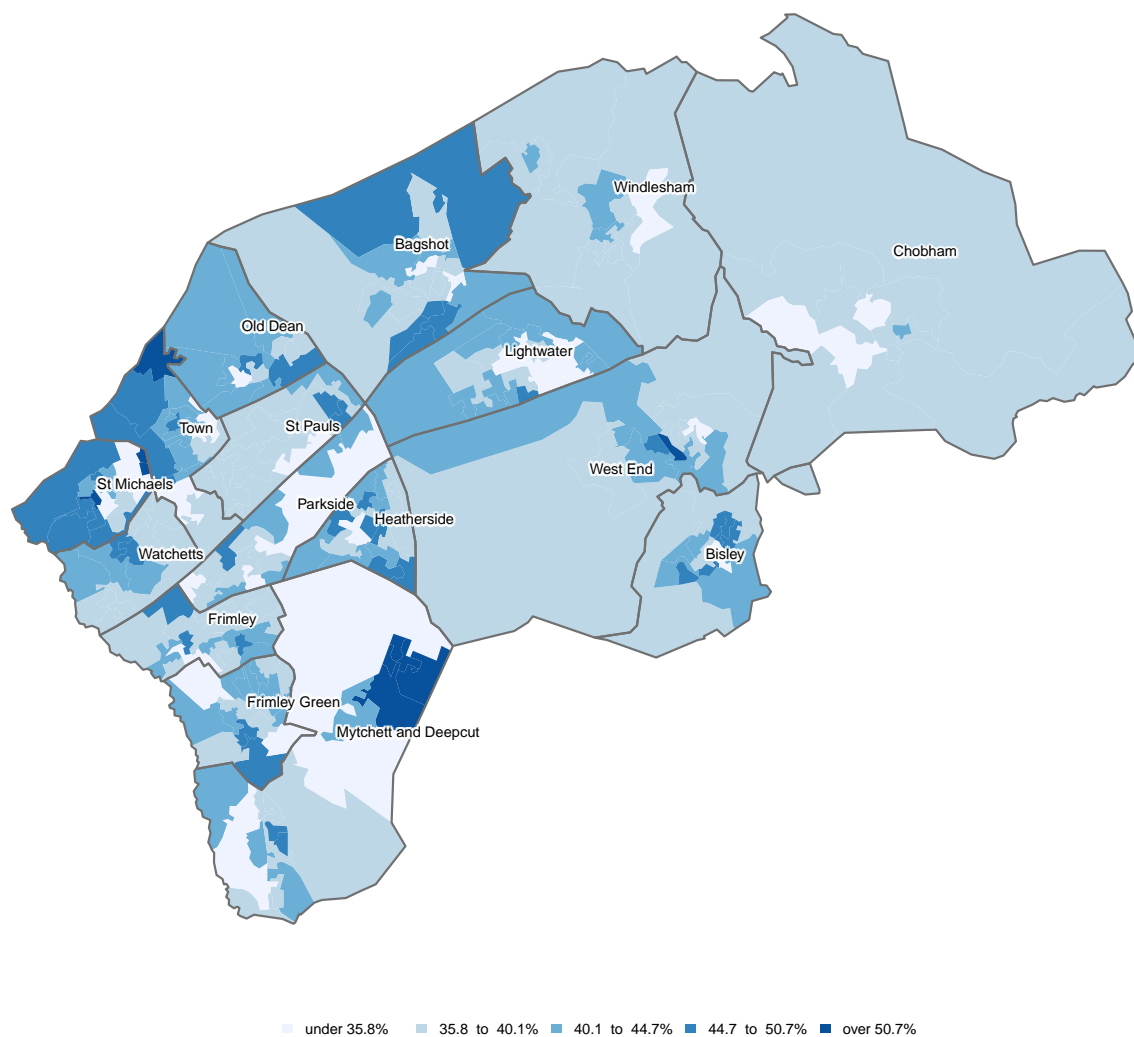 Windlesham
Chobham
Bagshot
Old Dean
Lightwater
St Pauls
Town
West End
St Michaels
Parkside
Heatherside
Watchetts
Bisley
Frimley
Frimley Green
Mytchett and Deepcut
under 35.8% 35.8 to 40.1% 40.1 to 44.7% 44.7 to 50.7% over 50.7%